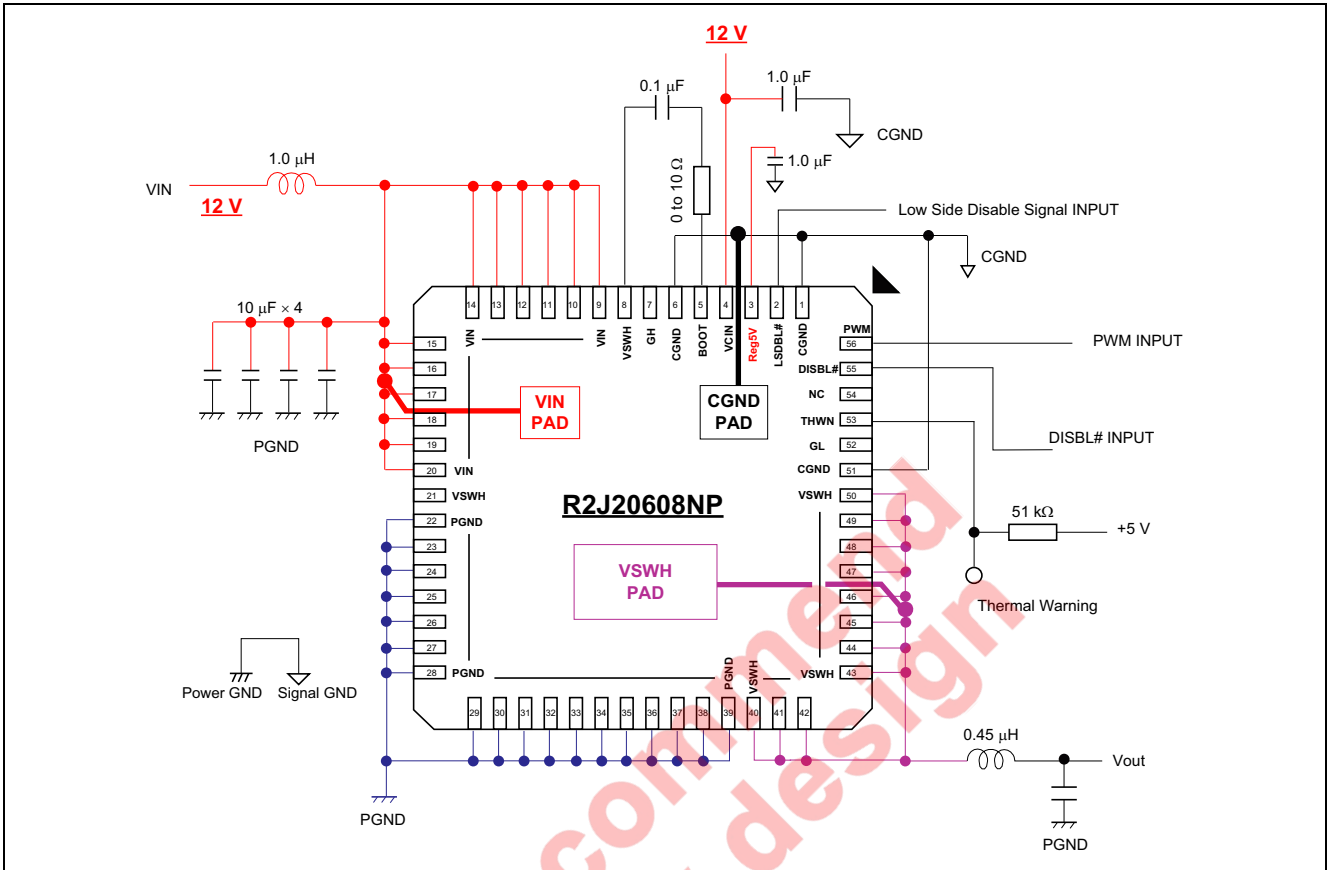 12 V
0.1 μF
1.0 μF
CGND
1.0 μF
1.0 μH
VIN
12 V
0 to 10 Ω
Low Side Disable Signal INPUT
CGND
14 13 12 11 10 9 8 7 6 5 4 3 2 1
VIN VIN VSWH GH CGND BOOT VCIN Reg5V LSDBL# CGND
10 μF × 4
PGND
15
16
17
18
19
20 VIN
21 VSWH
22 PGND
23
24
25
26
27
28 PGND
VIN
PAD
CGND
PAD
R2J20608NP
VSWH
PAD
PWM 56
DISBL# 55
NC 54
THWN 53
GL 52
CGND 51
VSWH 50
49
48
47
46
45
44
VSWH 43
PWM INPUT
DISBL# INPUT
51 kΩ
+5 V
Thermal Warning
Power GND Signal GND
PGND VSWH
29 30 31 32 33 34 35 36 37 38 39 40 41 42
0.45 μH
Vout
PGND
PGND
commend
design